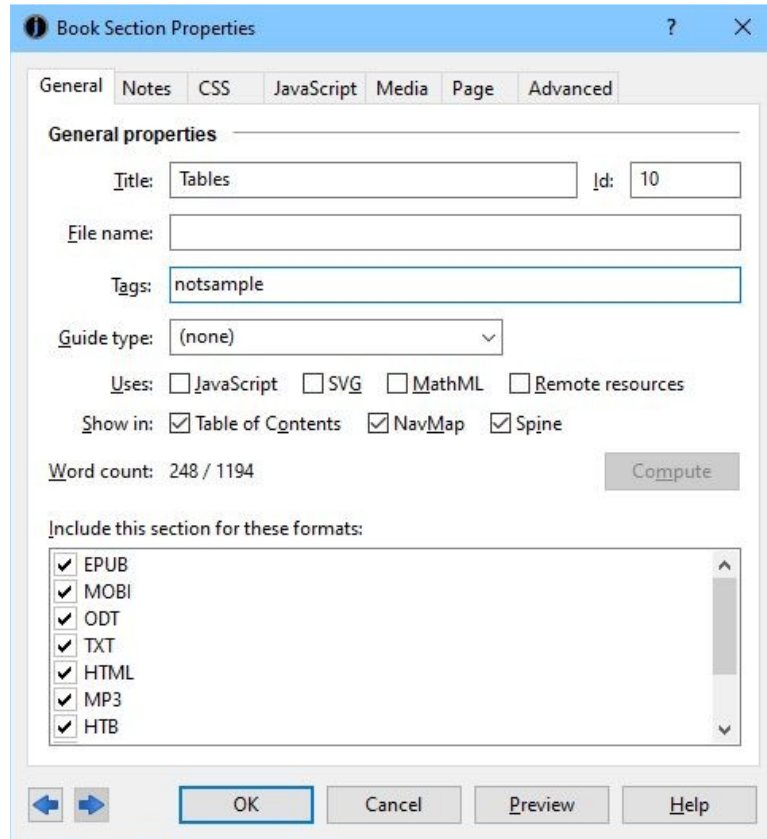 Book Section Properties ? ×
General Notes CSS JavaScript Media Page Advanced
General properties
Title: Tables Id: 10
File name:
Tags: notsample
Guide type: (none)
Uses: JavaScript SVG MathML Remote resources
Show in: Table of Contents NavMap Spine
Word count: 248 / 1194 Compute
Include this section for these formats:
EPUB
MOBI
ODT
TXT
HTML
MP3
HTB
OK Cancel Preview Help